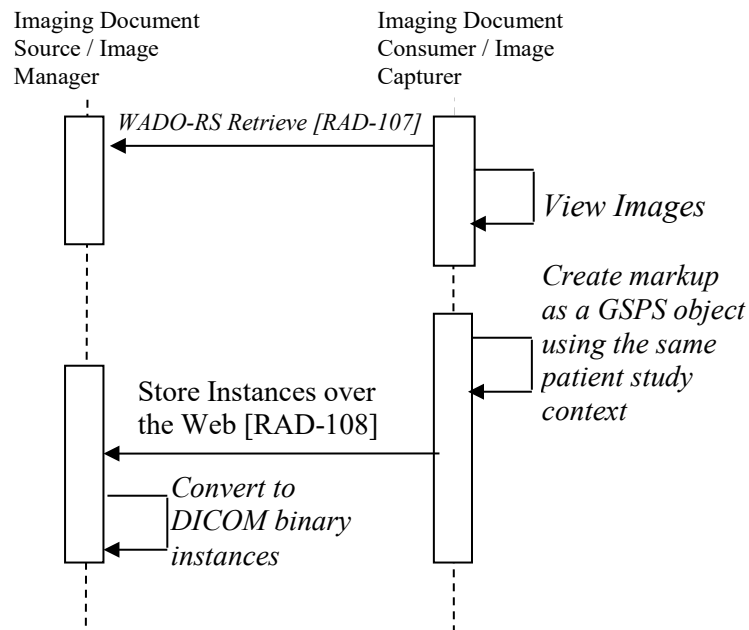 Imaging Document
Source / Image
Manager
Imaging Document
Consumer / Image
Capturer
WADO-RS Retrieve [RAD-107]
View Images
Create markup
as a GSPS object
using the same
patient study
context
Store Instances over
the Web [RAD-108]
Convert to
DICOM binary
instances